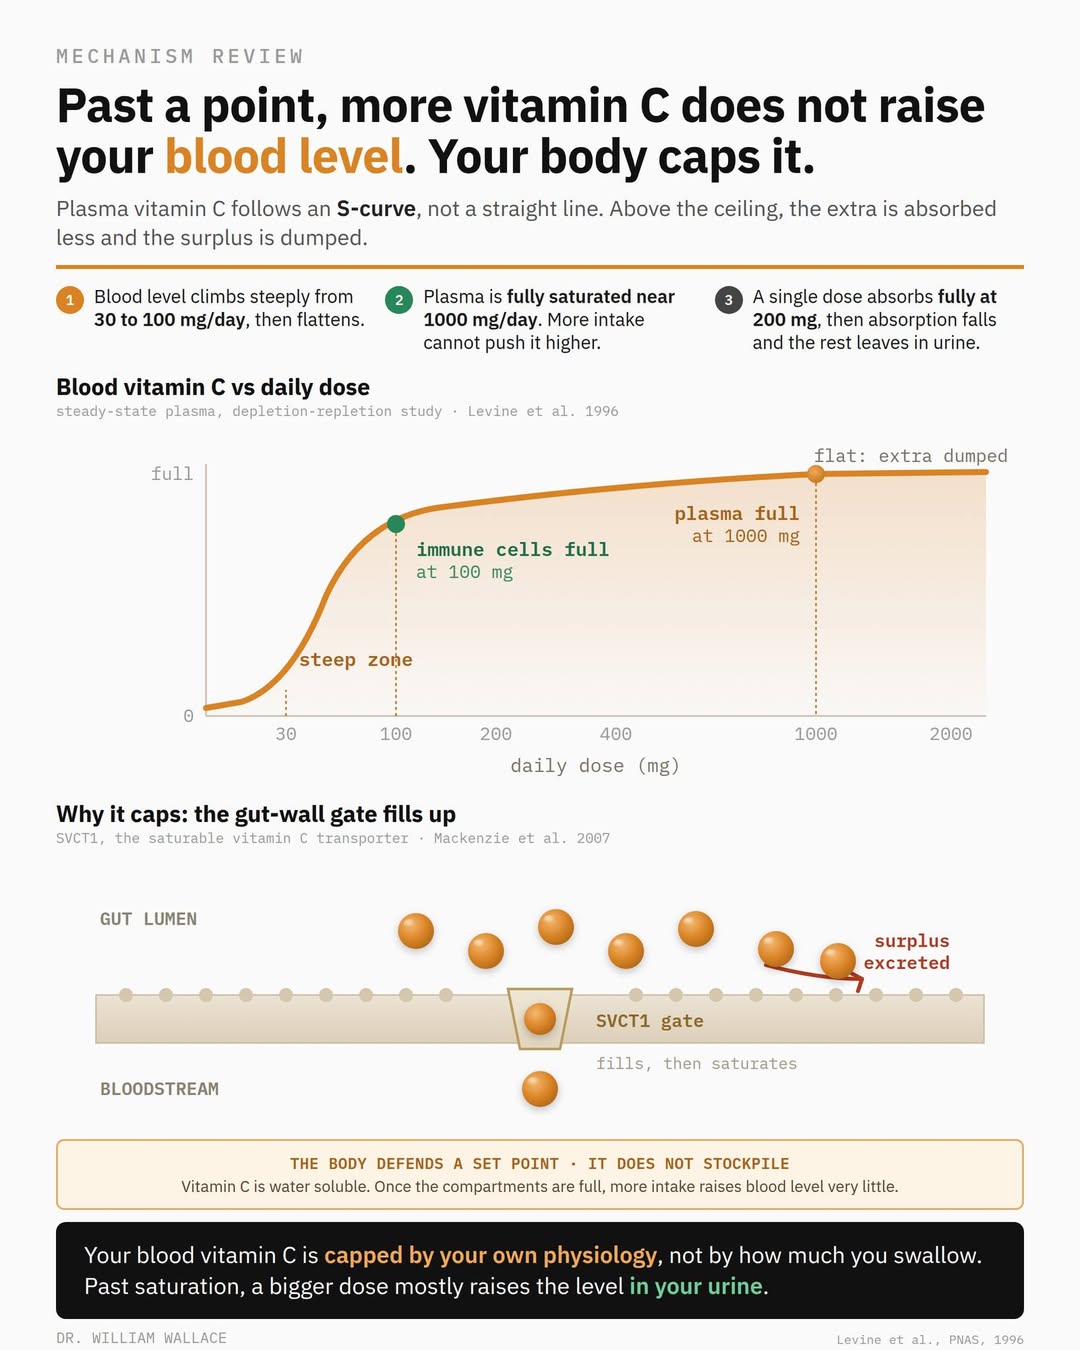 MECHANISM REVIEW
Past a point, more vitamin C does not raise
your blood level. Your body caps it.
Plasma vitamin C follows an S-curve, not a straight line. Above the ceiling, the extra is absorbed
less and the surplus is dumped.
1
Blood level climbs steeply from
30 to 100 mg/day, then flattens.
2
Plasma is fully saturated near
1000 mg/day. More intake
cannot push it higher.
3
A single dose absorbs fully at
200 mg, then absorption falls
and the rest leaves in urine.
Blood vitamin C vs daily dose
steady-state plasma, depletion-repletion study · Levine et al. 1996
flat: extra dumped
full
plasma full
at 1000 mg
immune cells full
at 100 mg
steep zone
0
30 100 200 400 1000 2000
daily dose (mg)
Why it caps: the gut-wall gate fills up
SVCT1, the saturable vitamin C transporter · Mackenzie et al. 2007
GUT LUMEN
surplus
excreted
SVCT1 gate
fills, then saturates
BLOODSTREAM
THE BODY DEFENDS A SET POINT · IT DOES NOT STOCKPILE
Vitamin C is water soluble. Once the compartments are full, more intake raises blood level very little.
Your blood vitamin C is capped by your own physiology, not by how much you swallow.
Past saturation, a bigger dose mostly raises the level in your urine.
DR. WILLIAM WALLACE
Levine et al., PNAS, 1996